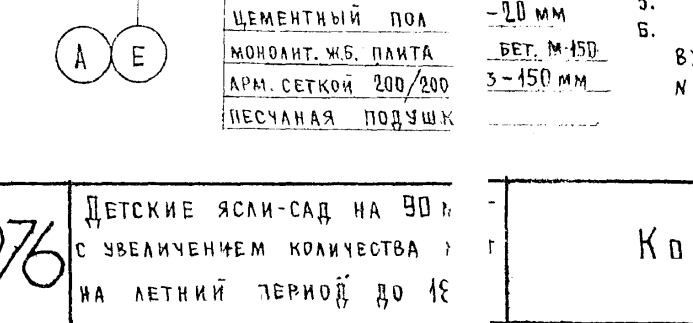 ЦЕМЕНТНЫЙ ПОЛ -20 ММ
МОНОЛИТ. Ж.Б. ПЛИТА БЕТ. М-150
АРМ. СЕТКОЙ 200/200 3-150 ММ
ПЕСЧАНАЯ ПОДУШК
А Е
Б.
976
ДЕТСКИЕ ЯСЛИ-САД НА 90
С УВЕЛИЧЕНИЕМ КОЛИЧЕСТВА
НА ЛЕТНИЙ ПЕРИОД ДО